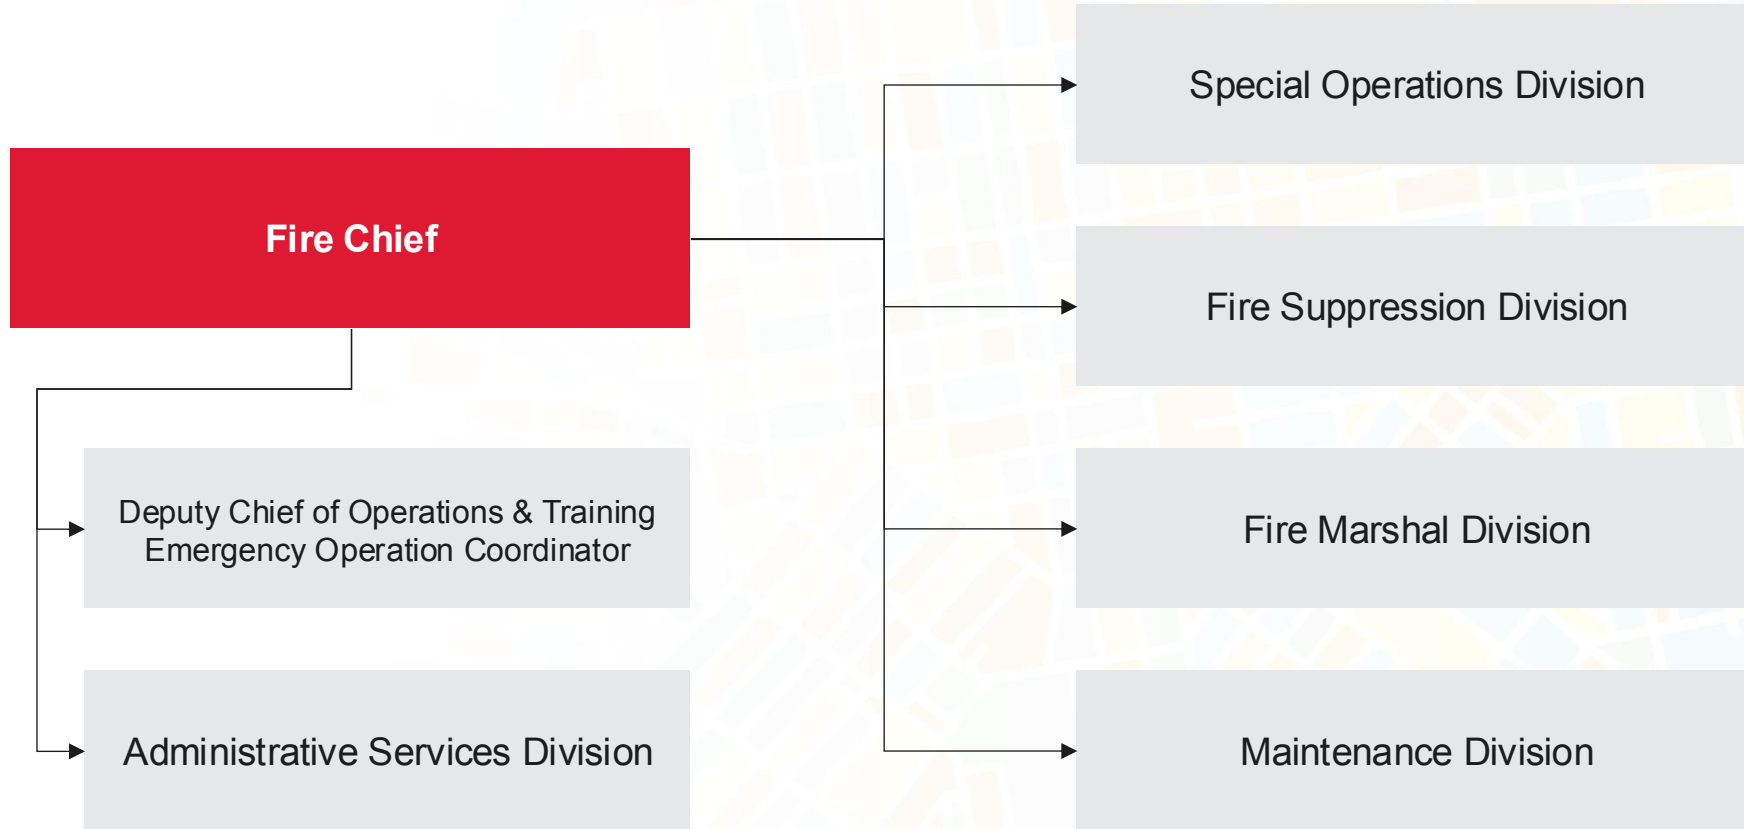 Fire Chief
Deputy Chief of Operations & Training
Emergency Operation Coordinator
Administrative Services Division
Special Operations Division
Fire Suppression Division
Fire Marshal Division
Maintenance Division